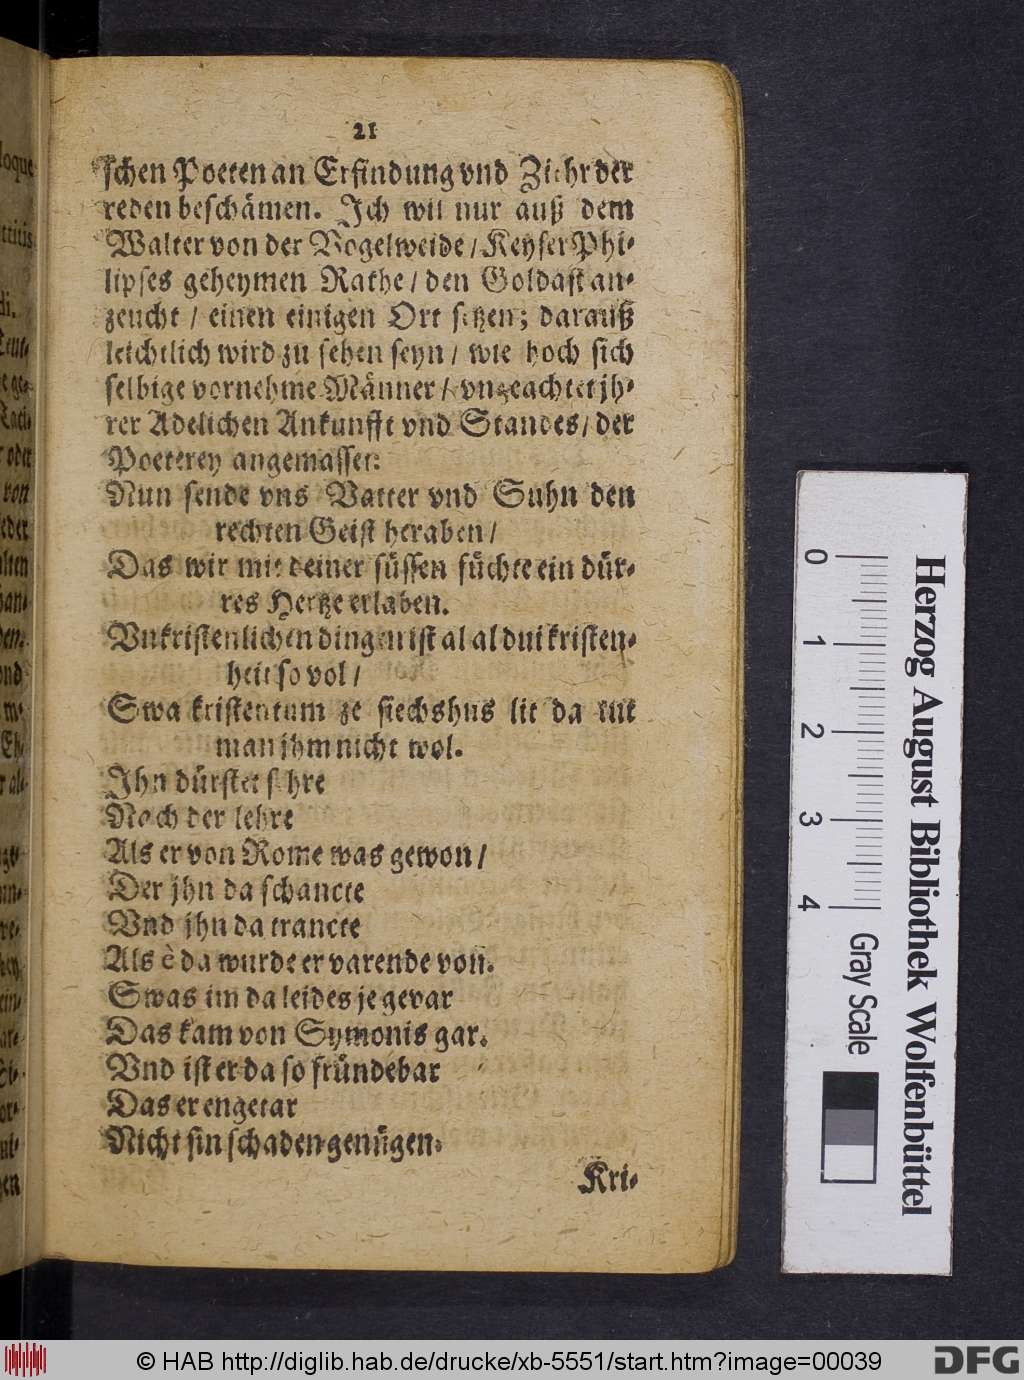 21
schen Poeten an Erfindung vnd Ziehr der
reden beschämen. Ich wil nur auß dem
Walter von der Vogelweide / Keyser Phi-
lipses geheymen Rathe / den Goldast an-
zeucht / einen einigen Ort setzen; darauß
leichtlich wird zu sehen seyn / wie hoch sich
selbige vornehme Männer / vngeachtet jh-
rer Adelichen Ankunfft vnd Standes / der
Poeterey angemasset:
Nun sende vns Vatter vnd Suhn den
rechten Geist heraben /
Das wir mit deiner süssen füchte ein dür-
res Hertze erlaben.
Vnkristenlichen dingen ist al al dui kristen-
heit so vol /
Swa kristentum ze siechshus lit da tut
man jhm nicht wol.
Ihn dürstet sehre
Nach der lehre
Als er von Rome was gewon /
Der jhn da schancte
Vnd jhn da trancte
Als è da wurde er varende von.
Swas im da leides je gevar
Das kam von Symonis gar.
Vnd ist er da so fründebar
Das er engetar
Nicht sin schaden genügen.
Kri-
0
1
2
3
4
Gray Scale
Herzog August Bibliothek Wolfenbüttel
© HAB http://diglib.hab.de/drucke/xb-5551/start.htm?image=00039
DFG